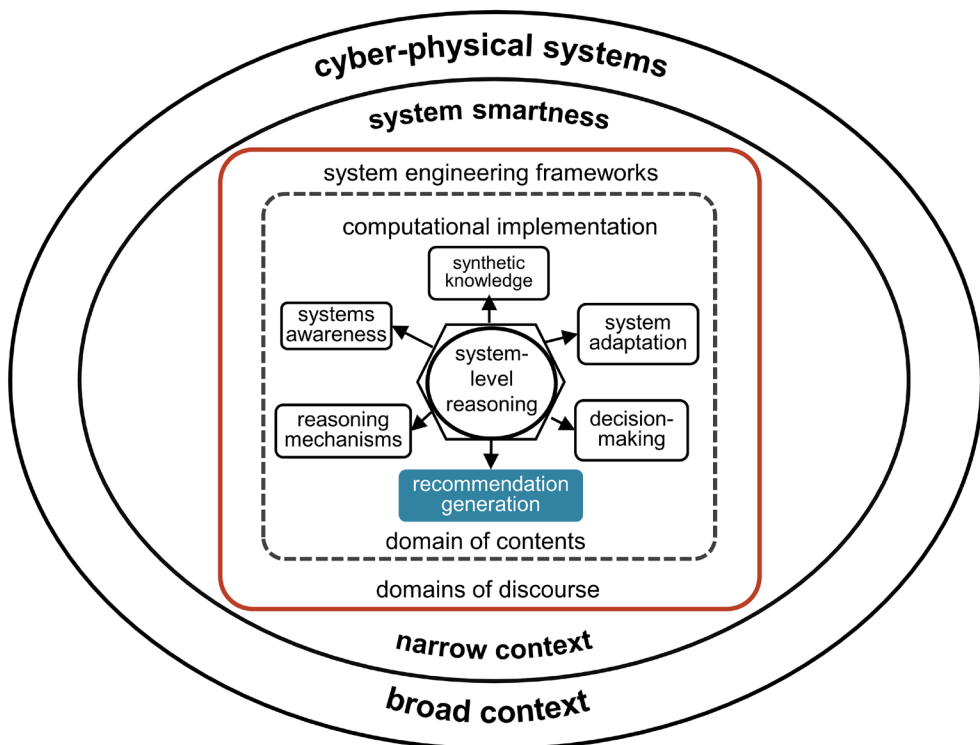 cyber-physical systems
system smartness
system engineering frameworks
computational implementation
synthetic
knowledge
systems
awareness
system
adaptation
system-
level
reasoning
reasoning
mechanisms
decision-
making
recommendation
generation
domain of contents
domains of discourse
narrow context
broad context